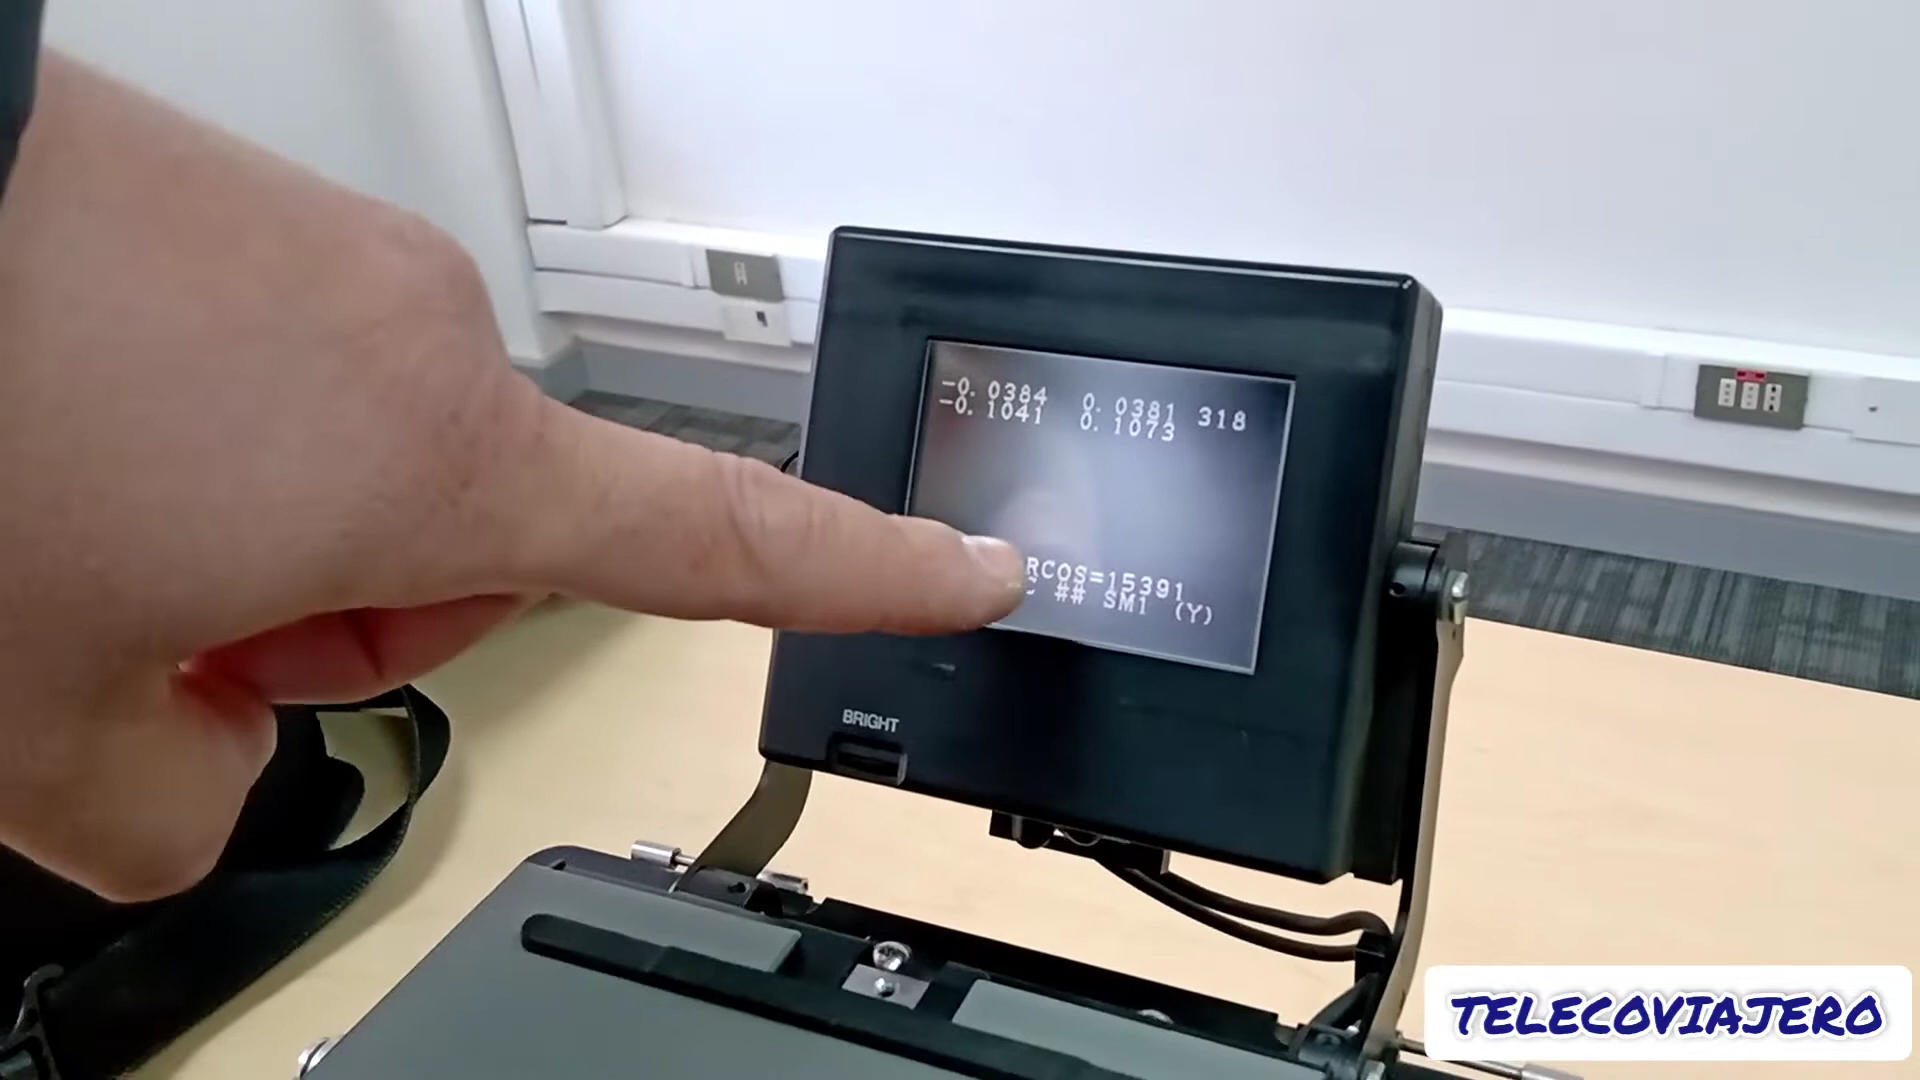 -0. 0384 0. 0381 318
-0. 1041 0. 1073
RCOS=15391
C ## SM1 (Y)
BRIGHT
TELECOVIAJERO